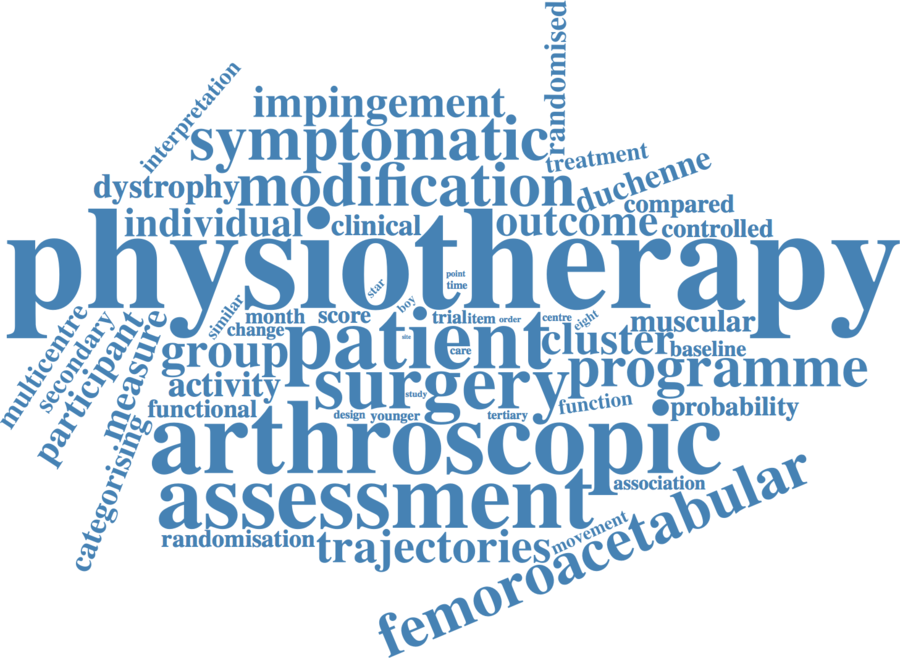 randomised
interpretation
impingement
symptomatic
treatment
dystrophy
modification
duchenne
compared
individual
clinical
outcome
controlled
physiotherapy
point
time
star
boy
similar
month
score
trial
item
order
centre
eight
muscular
change
site
multicentre
secondary
participant
measure
group
patient
care
cluster
baseline
activity
surgery
study
programme
functional
design
younger
tertiary
function
probability
categorising
arthroscopic
assessment
association
randomisation
trajectories
movement
femoroacetabular